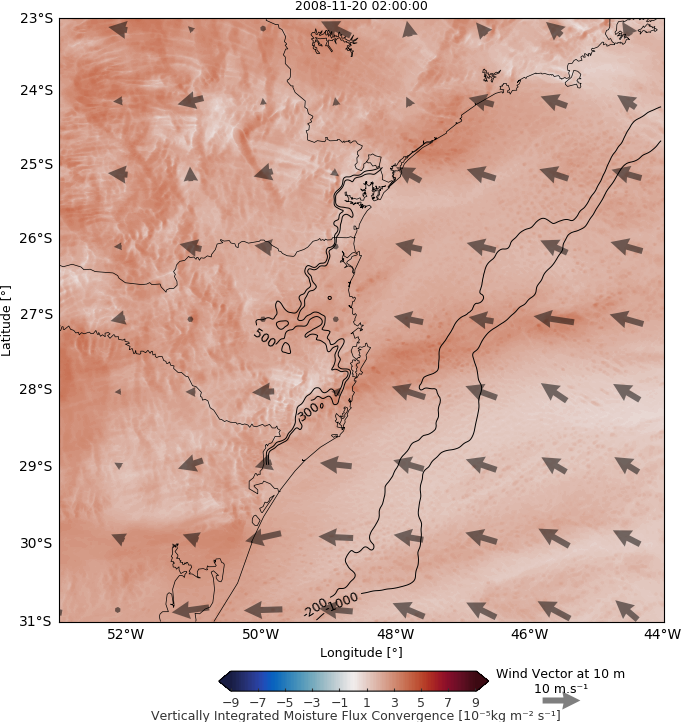 2008-11-20 02:00:00
23°S
24°S
25°S
26°S
27°S
28°S
29°S
30°S
31°S
Latitude [°]
500
300
-200
-1000
52°W 50°W 48°W 46°W 44°W
Longitude [°]
−9 −7 −5 −3 −1 1 3 5 7 9
Vertically Integrated Moisture Flux Convergence [10⁻⁵kg m⁻² s⁻¹]
Wind Vector at 10 m
10 m.s⁻¹